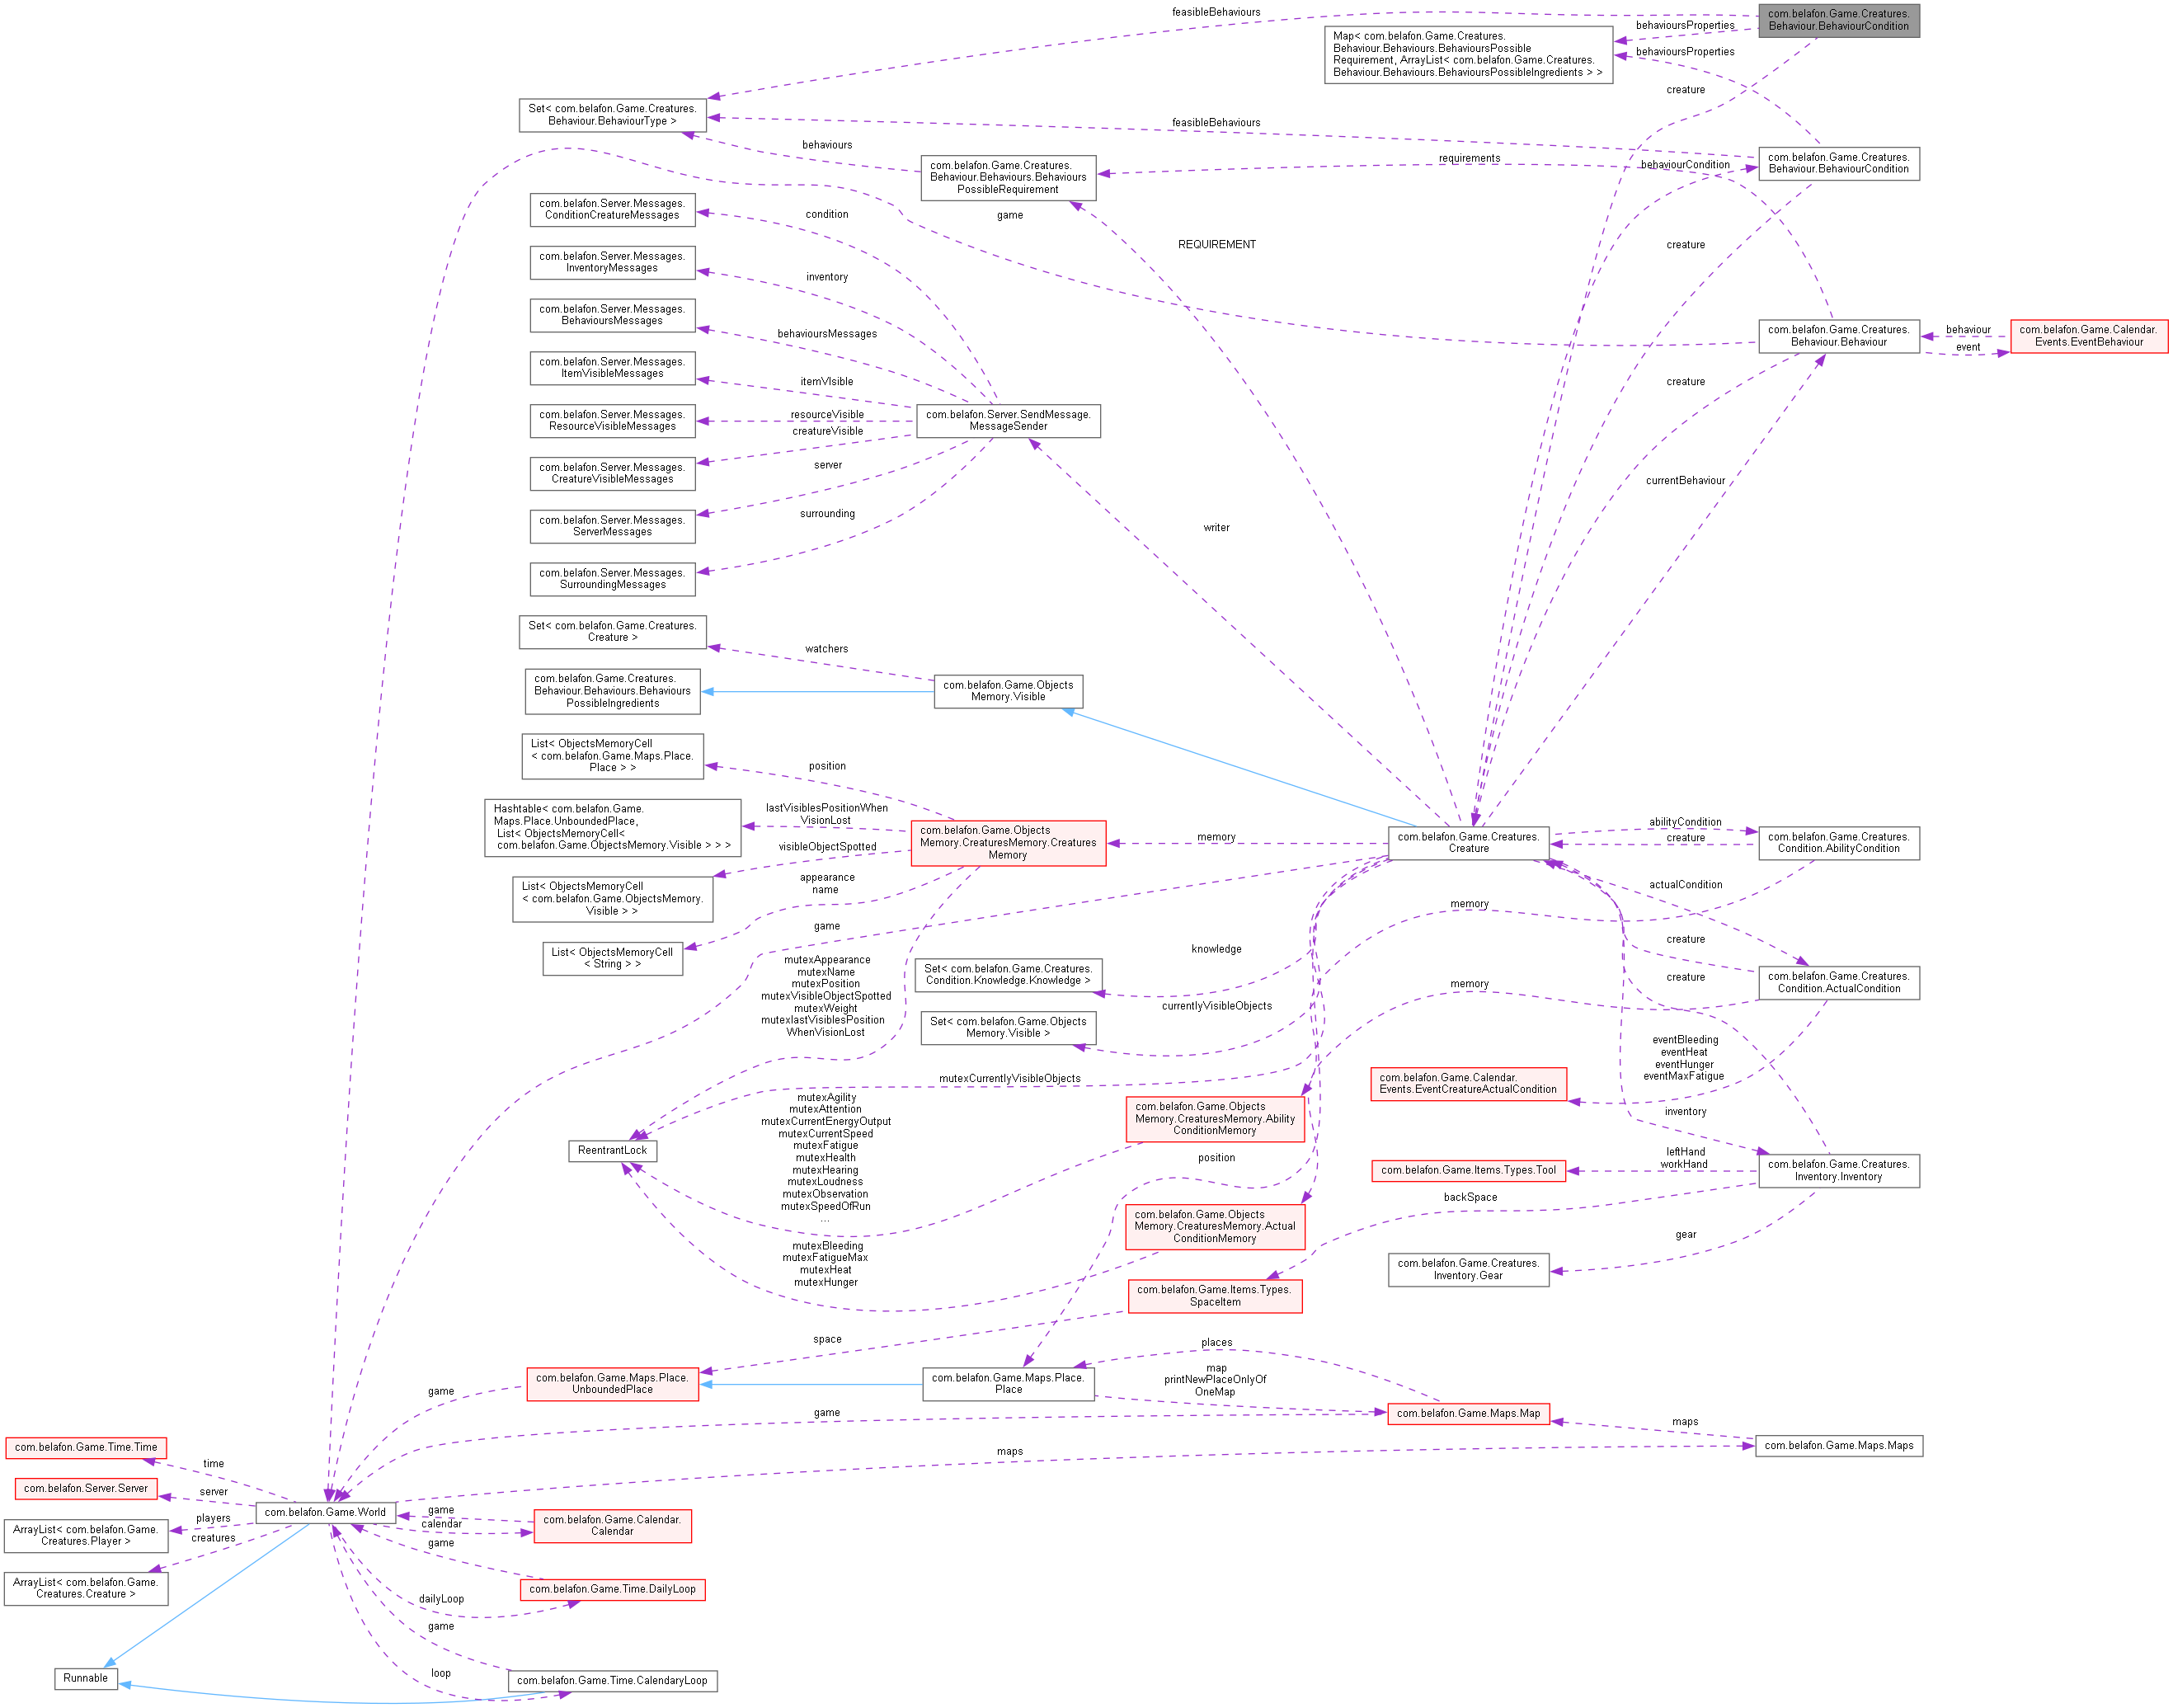 com.belafon.Game.Creatures.
Behaviour.BehaviourCondition
feasibleBehaviours
behavioursProperties
Map< com.belafon.Game.Creatures.
Behaviour.Behaviours.BehavioursPossible
Requirement, ArrayList< com.belafon.Game.Creatures.
Behaviour.Behaviours.BehavioursPossibleIngredients > >
behavioursProperties
creature
Set< com.belafon.Game.Creatures.
Behaviour.BehaviourType >
feasibleBehaviours
behaviours
com.belafon.Game.Creatures.
Behaviour.Behaviours.Behaviours
PossibleRequirement
requirements
behaviourCondition
com.belafon.Game.Creatures.
Behaviour.BehaviourCondition
com.belafon.Server.Messages.
ConditionCreatureMessages
condition
game
REQUIREMENT
creature
com.belafon.Server.Messages.
InventoryMessages
inventory
com.belafon.Server.Messages.
BehavioursMessages
behavioursMessages
com.belafon.Game.Creatures.
Behaviour.Behaviour
behaviour
event
com.belafon.Game.Calendar.
Events.EventBehaviour
com.belafon.Server.Messages.
ItemVisibleMessages
itemVIsible
creature
com.belafon.Server.Messages.
ResourceVisibleMessages
resourceVisible
creatureVisible
com.belafon.Server.SendMessage.
MessageSender
com.belafon.Server.Messages.
CreatureVisibleMessages
server
currentBehaviour
com.belafon.Server.Messages.
ServerMessages
surrounding
writer
com.belafon.Server.Messages.
SurroundingMessages
Set< com.belafon.Game.Creatures.
Creature >
watchers
com.belafon.Game.Creatures.
Behaviour.Behaviours.Behaviours
PossibleIngredients
com.belafon.Game.Objects
Memory.Visible
List< ObjectsMemoryCell
< com.belafon.Game.Maps.Place.
Place > >
position
Hashtable< com.belafon.Game.
Maps.Place.UnboundedPlace,
List< ObjectsMemoryCell<
com.belafon.Game.ObjectsMemory.Visible > > >
lastVisiblesPositionWhen
VisionLost
visibleObjectSpotted
com.belafon.Game.Objects
Memory.CreaturesMemory.Creatures
Memory
memory
com.belafon.Game.Creatures.
Creature
abilityCondition
creature
com.belafon.Game.Creatures.
Condition.AbilityCondition
List< ObjectsMemoryCell
< com.belafon.Game.ObjectsMemory.
Visible > >
appearance
name
actualCondition
memory
game
List< ObjectsMemoryCell
< String > >
knowledge
creature
mutexAppearance
mutexName
mutexPosition
mutexVisibleObjectSpotted
mutexWeight
mutexlastVisiblesPosition
WhenVisionLost
Set< com.belafon.Game.Creatures.
Condition.Knowledge.Knowledge >
memory
creature
com.belafon.Game.Creatures.
Condition.ActualCondition
currentlyVisibleObjects
Set< com.belafon.Game.Objects
Memory.Visible >
eventBleeding
eventHeat
eventHunger
eventMaxFatigue
mutexCurrentlyVisibleObjects
com.belafon.Game.Calendar.
Events.EventCreatureActualCondition
mutexAgility
mutexAttention
mutexCurrentEnergyOutput
mutexCurrentSpeed
mutexFatigue
mutexHealth
mutexHearing
mutexLoudness
mutexObservation
mutexSpeedOfRun
...
com.belafon.Game.Objects
Memory.CreaturesMemory.Ability
ConditionMemory
inventory
ReentrantLock
position
com.belafon.Game.Items.Types.Tool
leftHand
workHand
com.belafon.Game.Creatures.
Inventory.Inventory
backSpace
com.belafon.Game.Objects
Memory.CreaturesMemory.Actual
ConditionMemory
gear
mutexBleeding
mutexFatigueMax
mutexHeat
mutexHunger
com.belafon.Game.Creatures.
Inventory.Gear
com.belafon.Game.Items.Types.
SpaceItem
space
places
com.belafon.Game.Maps.Place.
UnboundedPlace
com.belafon.Game.Maps.Place.
Place
map
printNewPlaceOnlyOf
OneMap
game
game
com.belafon.Game.Maps.Map
maps
com.belafon.Game.Maps.Maps
com.belafon.Game.Time.Time
time
maps
com.belafon.Server.Server
server
com.belafon.Game.World
players
game
calendar
com.belafon.Game.Calendar.
Calendar
ArrayList< com.belafon.Game.
Creatures.Player >
creatures
game
ArrayList< com.belafon.Game.
Creatures.Creature >
dailyLoop
com.belafon.Game.Time.DailyLoop
game
Runnable
loop
com.belafon.Game.Time.CalendaryLoop